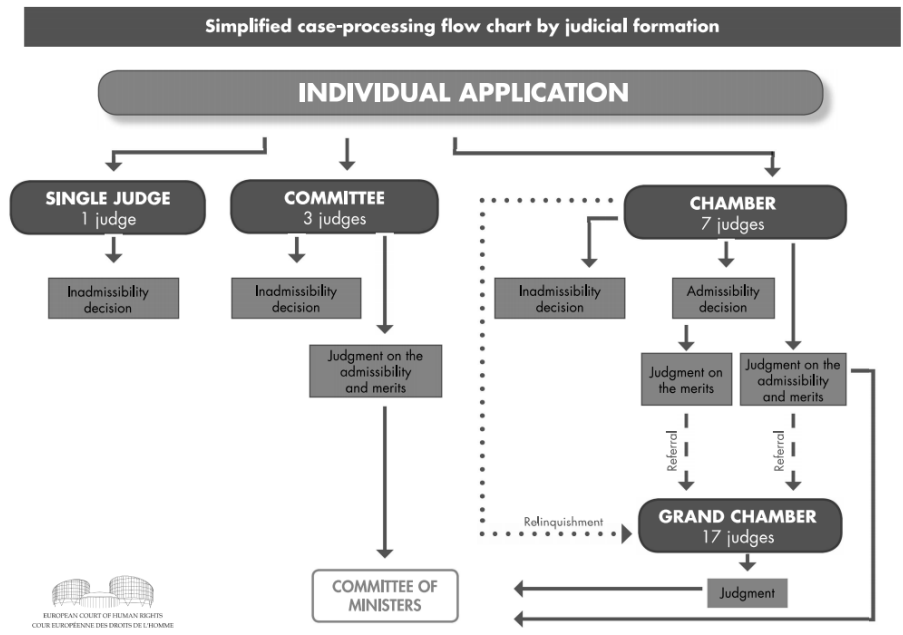 Simplified case-processing flow chart by judicial formation
INDIVIDUAL APPLICATION
SINGLE JUDGE
1 judge
COMMITTEE
3 judges
CHAMBER
7 judges
Inadmissibility
decision
Inadmissibility
decision
Inadmissibility
decision
Admissibility
decision
Judgment on the
admissibility
and merits
Judgment on
the merits
Judgment on the
admissibility
and merits
Referral
Referral
GRAND CHAMBER
17 judges
Relinquishment
Judgment
COMMITTEE OF
MINISTERS
EUROPEAN COURT OF HUMAN RIGHTS
COUR EUROPÉENNE DES DROITS DE L'HOMME